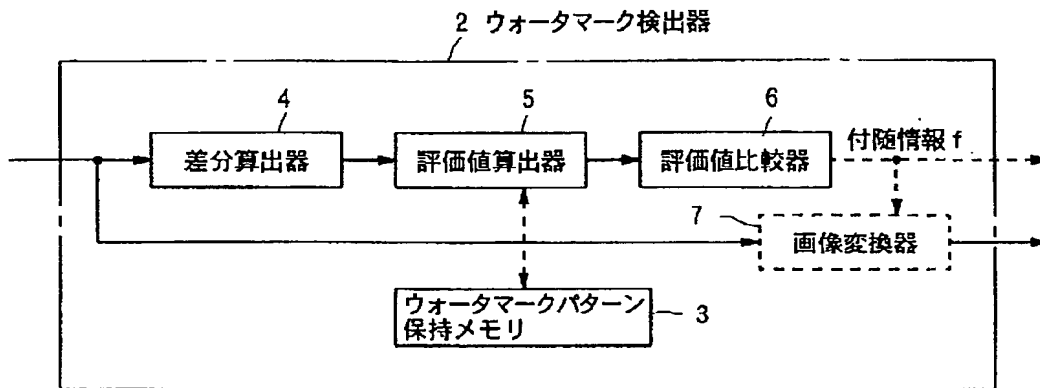 2 ウォータマーク検出器
4
5
6
差分算出器
評価値算出器
評価値比較器
付随情報 f
7
画像変換器
ウォータマークパターン
保持メモリ
3